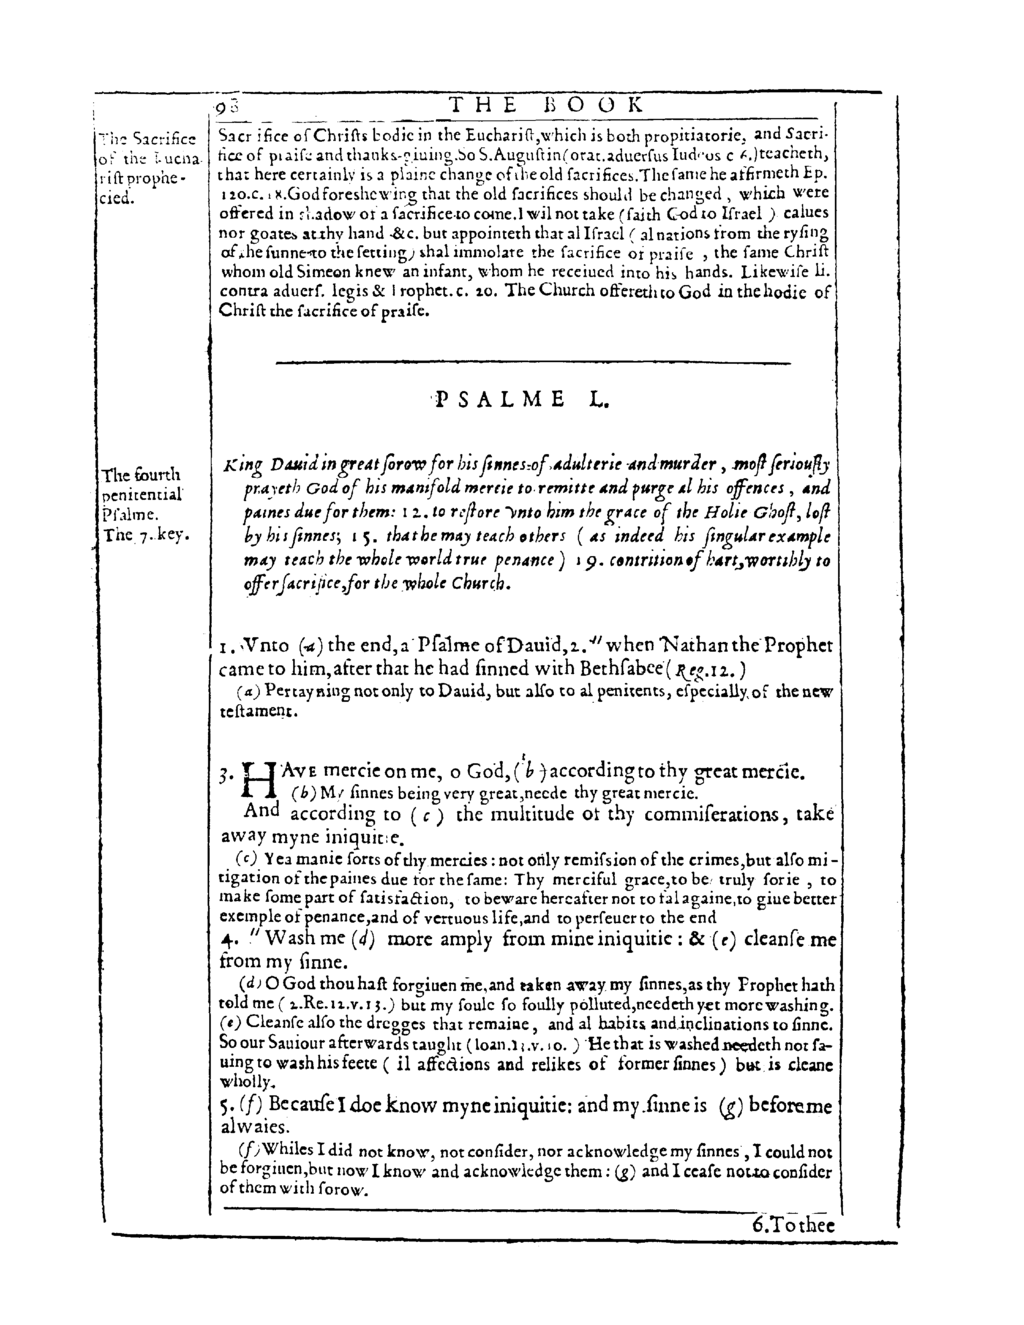 98 THE BOOK
The Sacrifice
of the Eucha-
rist prophe-
cied.
Sacrifice of Chriſts bodie in the Euchariſt, which is both propitiatorie, and Sacri-
fice of praiſe and thanks-giuing. So S. Auguſtin (orat. aduerſus Iudæos c 6.) teacheth,
that here certainly is a plaine change of the old ſacrifices. The ſame he affirmeth Ep.
120. c. 18. God foreshewing that the old ſacrifices should be changed, which were
offered in shadow of a ſacrifice to come. I wil not take (ſaith God to Iſrael) calues
nor goates at thy hand &c. but appointeth that al Iſrael (al nations from the ryſing
of the ſunne to the ſetting) shal immolate the ſacrifice of praiſe, the ſame Chriſt
whom old Simeon knew an infant, whom he receiued into his hands. Likewiſe li.
contra aduerſ. legis & Prophet. c. 20. The Church offereth to God in the bodie of
Chriſt the ſacrifice of praiſe.
PSALME L.
The fourth
penitential
Pſalme.
The 7. key.
King Dauid in great ſorow for his ſinnes of adulterie and murder, moſt ſeriouſly
prayeth God of his manifold mercie to remitte and purge al his offences, and
paines due for them: 12. to reſtore vnto him the grace of the Holie Ghoſt, loſt
by his ſinnes; 15. that he may teach others (as indeed his ſingular example
may teach the whole world true penance) 19. contrition of hart, worthily to
offer ſacrifice, for the whole Church.
1. Vnto (a) the end, a Pſalme of Dauid, 2. " when Nathan the Prophet
came to him, after that he had ſinned with Bethſabee (2 Reg. 12.)
(a) Pertayning not only to Dauid, but alſo to al penitents, eſpecially of the new
teſtament.
3. HAVE mercie on me, o God, (b) according to thy great mercie.
(b) My ſinnes being very great, neede thy great mercie.
And according to (c) the multitude of thy commiſerations, take
away myne iniquitie.
(c) Yea manie ſorts of thy mercies: not only remiſsion of the crimes, but alſo mi-
tigation of the paines due for the ſame: Thy merciful grace, to be truly ſorie, to
make ſome part of ſatisfaction, to beware hereafter not to fal againe, to giue better
exemple of penance, and of vertuous life, and to perſeuer to the end
4. " Wash me (d) more amply from mine iniquitie: & (e) cleanſe me
from my ſinne.
(d) O God thou haſt forgiuen me, and taken away my ſinnes, as thy Prophet hath
told me (2. Re. 12. v. 13.) but my ſoule ſo foully polluted, needeth yet more washing.
(e) Cleanſe alſo the dregges that remaine, and al habits and inclinations to ſinne.
So our Sauiour afterwards taught (Ioan. 13. v. 10.) He that is washed needeth not ſa-
uing to wash his feete (il affections and relikes of former ſinnes) but is cleane
wholly.
5. (f) Becauſe I doe know myne iniquitie: and my ſinne is (g) before me
alwaies.
(f) Whiles I did not know, not conſider, nor acknowledge my ſinnes, I could not
be forgiuen, but now I know and acknowledge them: (g) and I ceaſe not to conſider
of them with ſorow.
6. To thee